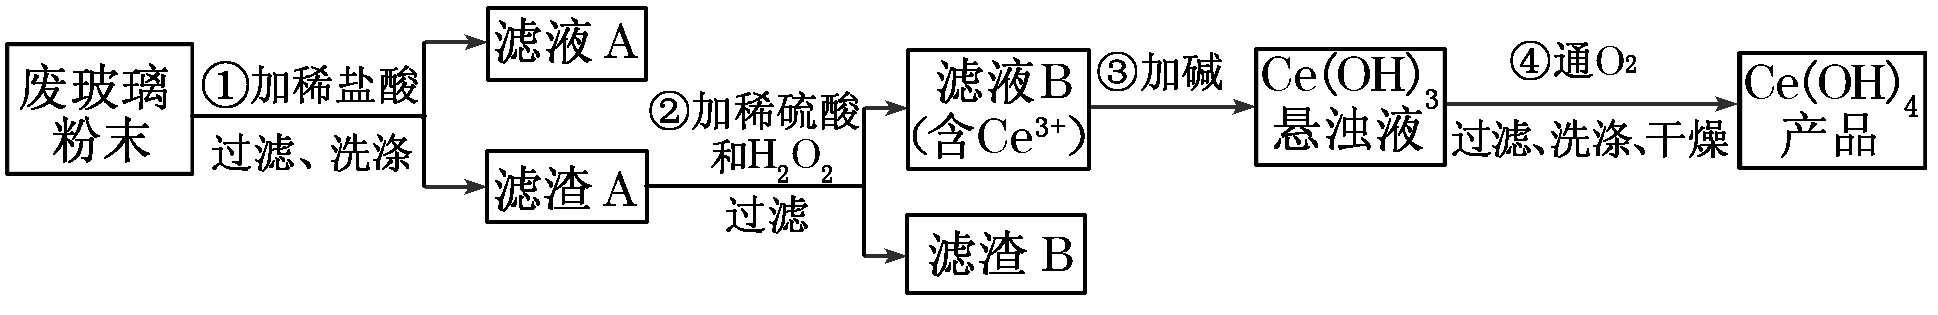 废玻璃
粉末
①加稀盐酸
过滤、洗涤
滤液 A
滤渣 A
②加稀硫酸
和H₂O₂
过滤
滤液B
(含Ce³⁺)
滤渣 B
③加碱
Ce(OH)₃
悬浊液
④通O₂
过滤、洗涤、干燥
Ce(OH)₄
产品